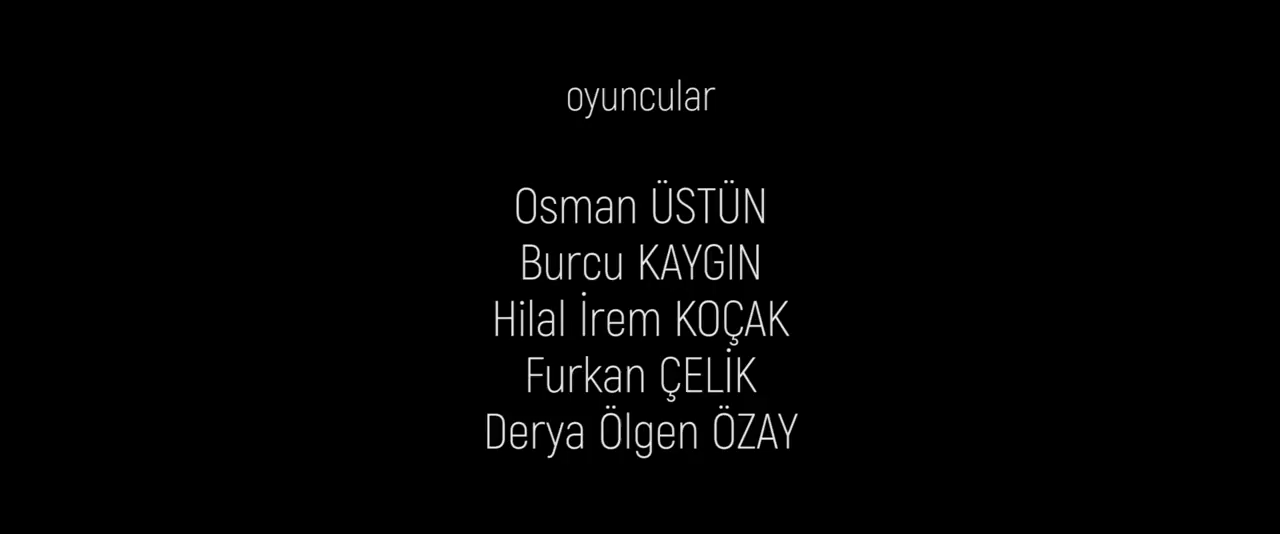 oyuncular
Osman ÜSTÜN
Burcu KAYGIN
Hilal İrem KOÇAK
Furkan ÇELİK
Derya Ölgen ÖZAY